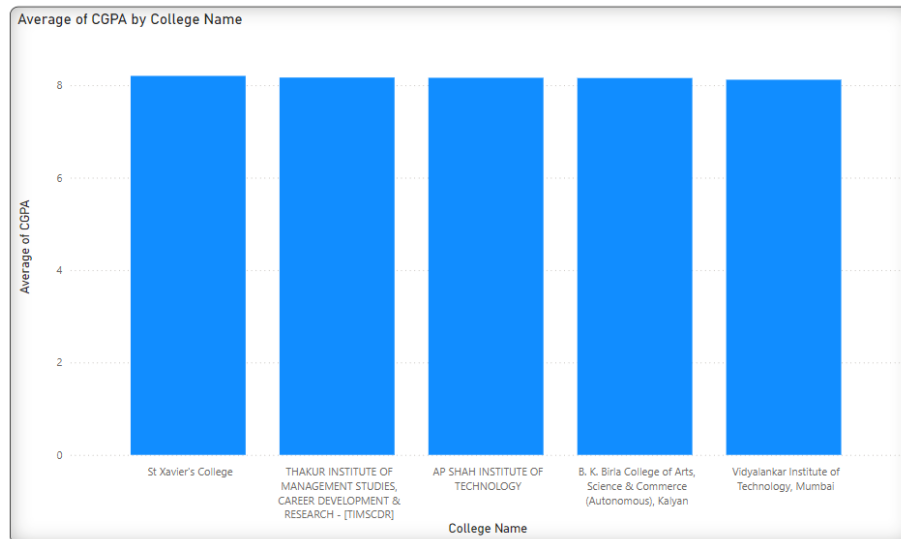 Average of CGPA by College Name
8
6
4
2
0
Average of CGPA
St Xavier's College
THAKUR INSTITUTE OF
MANAGEMENT STUDIES,
CAREER DEVELOPMENT &
RESEARCH - [TIMSCDR]
AP SHAH INSTITUTE OF
TECHNOLOGY
B. K. Birla College of Arts,
Science & Commerce
(Autonomous), Kalyan
Vidyalankar Institute of
Technology, Mumbai
College Name